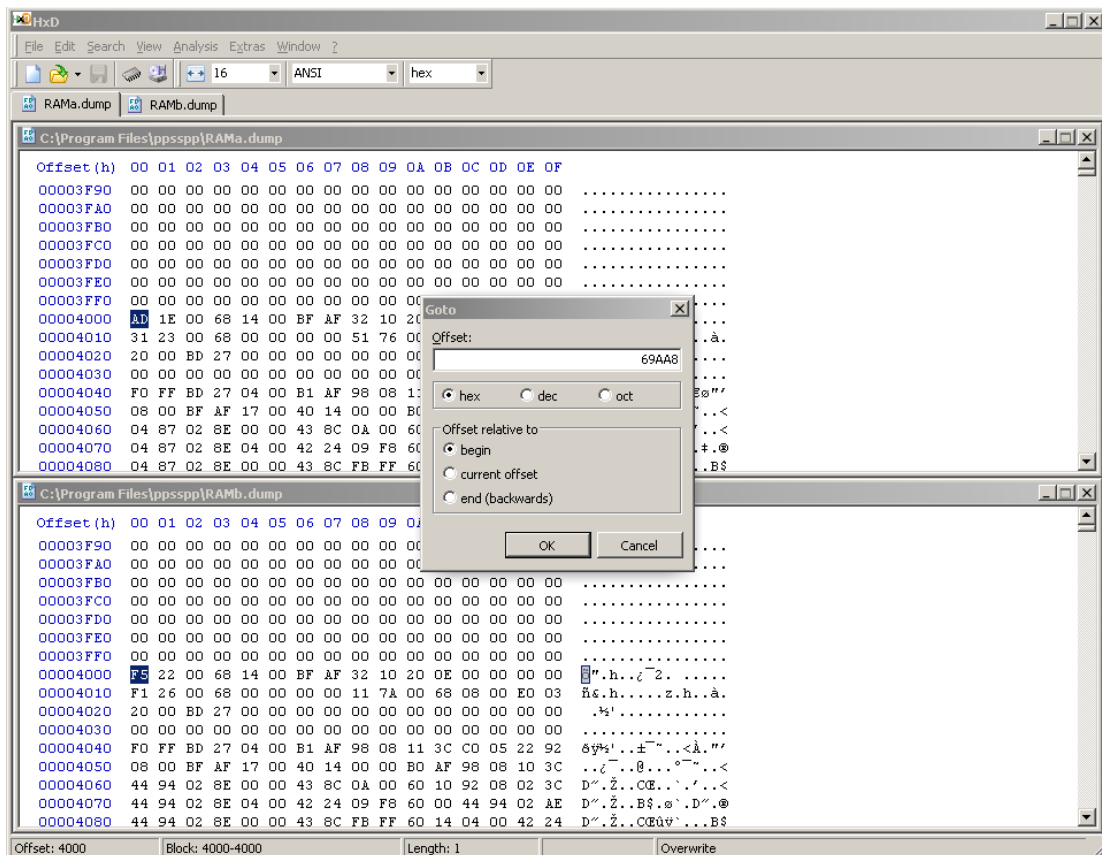 HxD
File Edit Search View Analysis Extras Window ?
16 ANSI hex
RAMa.dump RAMb.dump
C:\Program Files\ppsspp\RAMa.dump
Offset(h) 00 01 02 03 04 05 06 07 08 09 0A 0B 0C 0D 0E 0F
00003F90 00 00 00 00 00 00 00 00 00 00 00 00 00 00 00 00 ................
00003FA0 00 00 00 00 00 00 00 00 00 00 00 00 00 00 00 00 ................
00003FB0 00 00 00 00 00 00 00 00 00 00 00 00 00 00 00 00 ................
00003FC0 00 00 00 00 00 00 00 00 00 00 00 00 00 00 00 00 ................
00003FD0 00 00 00 00 00 00 00 00 00 00 00 00 00 00 00 00 ................
00003FE0 00 00 00 00 00 00 00 00 00 00 00 00 00 00 00 00 ................
00003FF0 00 00 00 00 00 00 00 00 00 00 00 ....
00004000 AD 1E 00 68 14 00 BF AF 32 10 20 ....
00004010 31 23 00 68 00 00 00 00 51 76 00 ..à.
00004020 20 00 BD 27 00 00 00 00 00 00 00 ....
00004030 00 00 00 00 00 00 00 00 00 00 00 ....
00004040 F0 FF BD 27 04 00 B1 AF 98 08 11
00004050 08 00 BF AF 17 00 40 14 00 00 B0 ..<
00004060 04 87 02 8E 00 00 43 8C 0A 00 60 ..<
00004070 04 87 02 8E 04 00 42 24 09 F8 60 .‡.®
00004080 04 87 02 8E 00 00 43 8C FB FF 60 ..B$
Goto
Offset:
69AA8
hex dec oct
Offset relative to
begin
current offset
end (backwards)
OK Cancel
C:\Program Files\ppsspp\RAMb.dump
Offset(h) 00 01 02 03 04 05 06 07 08 09
00003F90 00 00 00 00 00 00 00 00 00 00 00 ....
00003FA0 00 00 00 00 00 00 00 00 00 00 00 ....
00003FB0 00 00 00 00 00 00 00 00 00 00 00 00 00 00 00 00 ................
00003FC0 00 00 00 00 00 00 00 00 00 00 00 00 00 00 00 00 ................
00003FD0 00 00 00 00 00 00 00 00 00 00 00 00 00 00 00 00 ................
00003FE0 00 00 00 00 00 00 00 00 00 00 00 00 00 00 00 00 ................
00003FF0 00 00 00 00 00 00 00 00 00 00 00 00 00 00 00 00 ................
00004000 F5 22 00 68 14 00 BF AF 32 10 20 0E 00 00 00 00 õ".h..¿¯2. .....
00004010 F1 26 00 68 00 00 00 00 11 7A 00 68 08 00 E0 03 ñ&.h.....z.h..à.
00004020 20 00 BD 27 00 00 00 00 00 00 00 00 00 00 00 00 .½'............
00004030 00 00 00 00 00 00 00 00 00 00 00 00 00 00 00 00 ................
00004040 F0 FF BD 27 04 00 B1 AF 98 08 11 3C C0 05 22 92 ðÿ½'..±¯˜..<À."’
00004050 08 00 BF AF 17 00 40 14 00 00 B0 AF 98 08 10 3C ..¿¯..@...°¯˜..<
00004060 44 94 02 8E 00 00 43 8C 0A 00 60 10 92 08 02 3C D”.Ž..CŒ..`.’..<
00004070 44 94 02 8E 04 00 42 24 09 F8 60 00 44 94 02 AE D”.Ž..B$.ø`.D”.®
00004080 44 94 02 8E 00 00 43 8C FB FF 60 14 04 00 42 24 D”.Ž..CŒûÿ`...B$
Offset: 4000 Block: 4000-4000 Length: 1 Overwrite